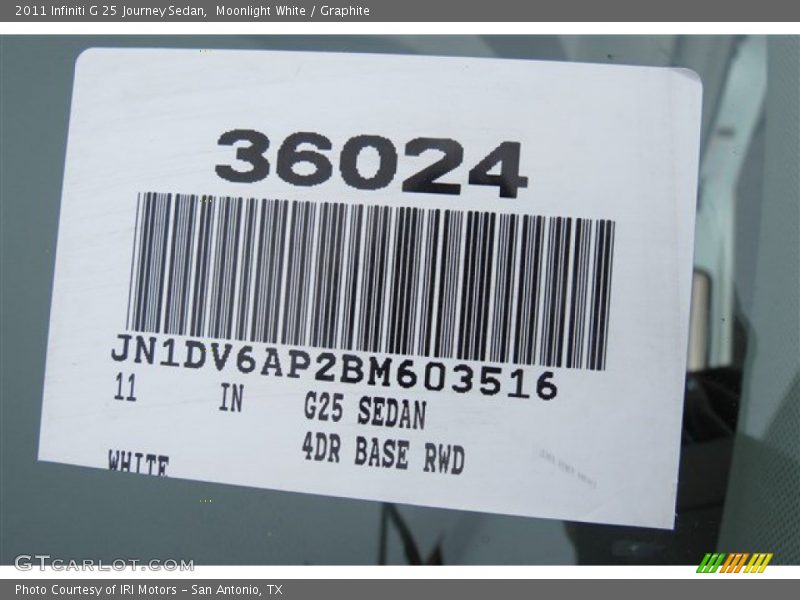 2011 Infiniti G 25 Journey Sedan, Moonlight White / Graphite
36024
JN1DV6AP2BM603516
11 IN G25 SEDAN
4DR BASE RWD
WHITE
GTCARLOT.COM
Photo Courtesy of IRI Motors – San Antonio, TX